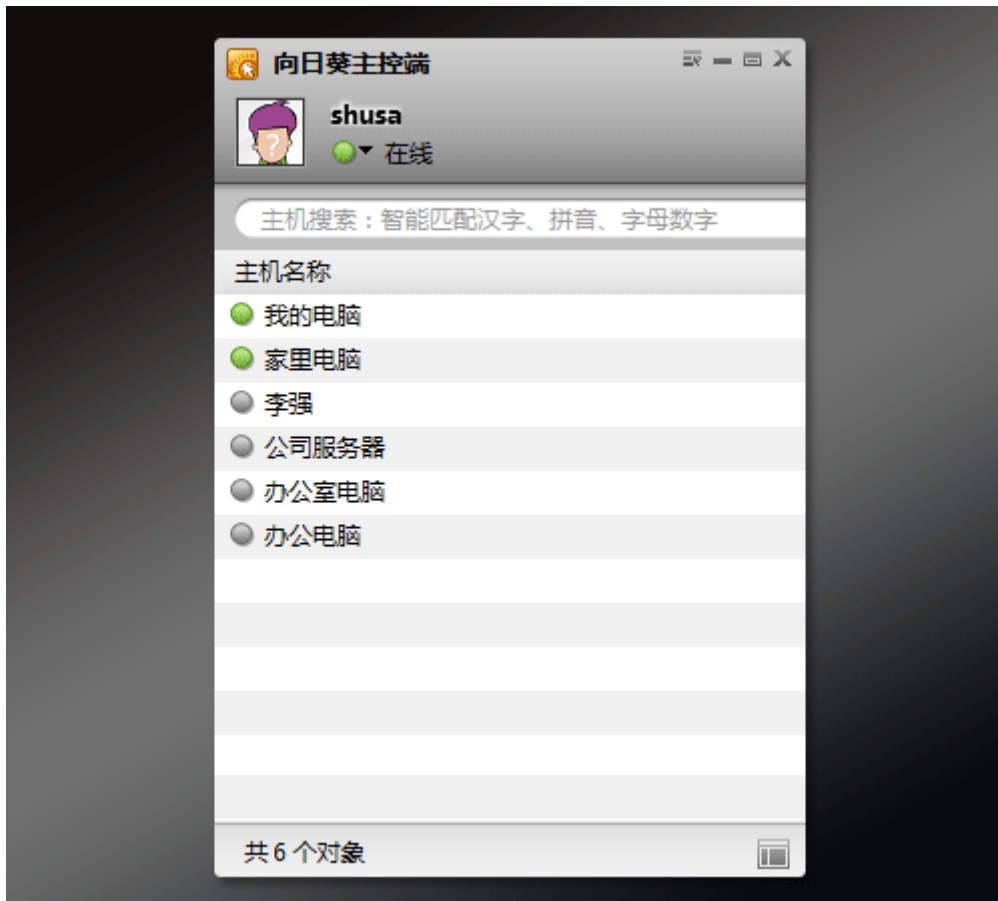 向日葵主控端
shusa
在线
主机搜索：智能匹配汉字、拼音、字母数字
主机名称
我的电脑
家里电脑
李强
公司服务器
办公室电脑
办公电脑
共 6 个对象